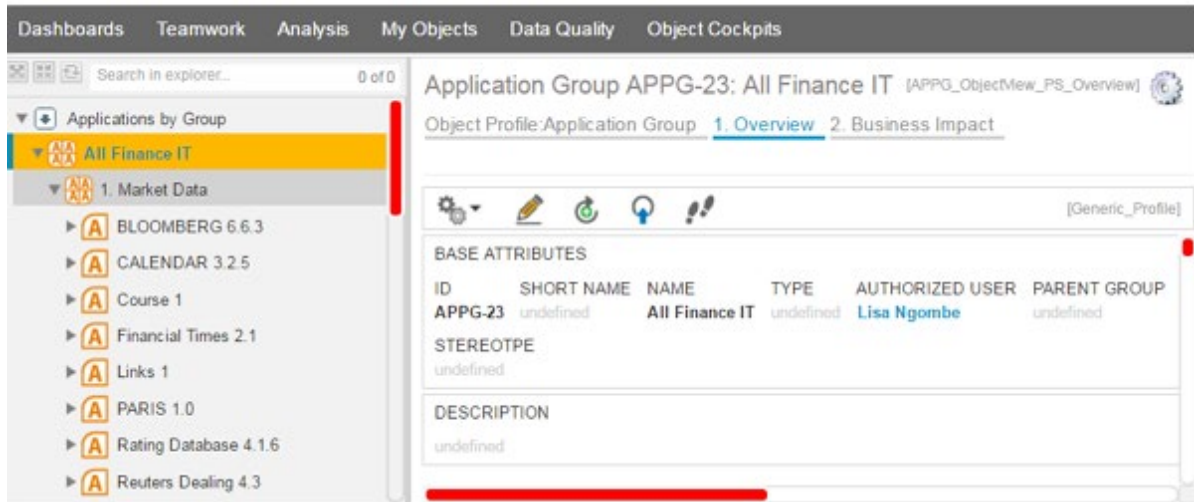 Dashboards Teamwork Analysis My Objects Data Quality Object Cockpits
Search in explorer... 0 of 0
Applications by Group
All Finance IT
1. Market Data
BLOOMBERG 6.6.3
CALENDAR 3.2.5
Course 1
Financial Times 2.1
Links 1
PARIS 1.0
Rating Database 4.1.6
Reuters Dealing 4.3
Application Group APPG-23: All Finance IT [APPG_ObjectView_PS_Overview]
Object Profile:Application Group 1. Overview 2. Business Impact
[Generic_Profile]
BASE ATTRIBUTES
ID SHORT NAME NAME TYPE AUTHORIZED USER PARENT GROUP
APPG-23 undefined All Finance IT undefined Lisa Ngombe undefined
STEREOTPE
undefined
DESCRIPTION
undefined